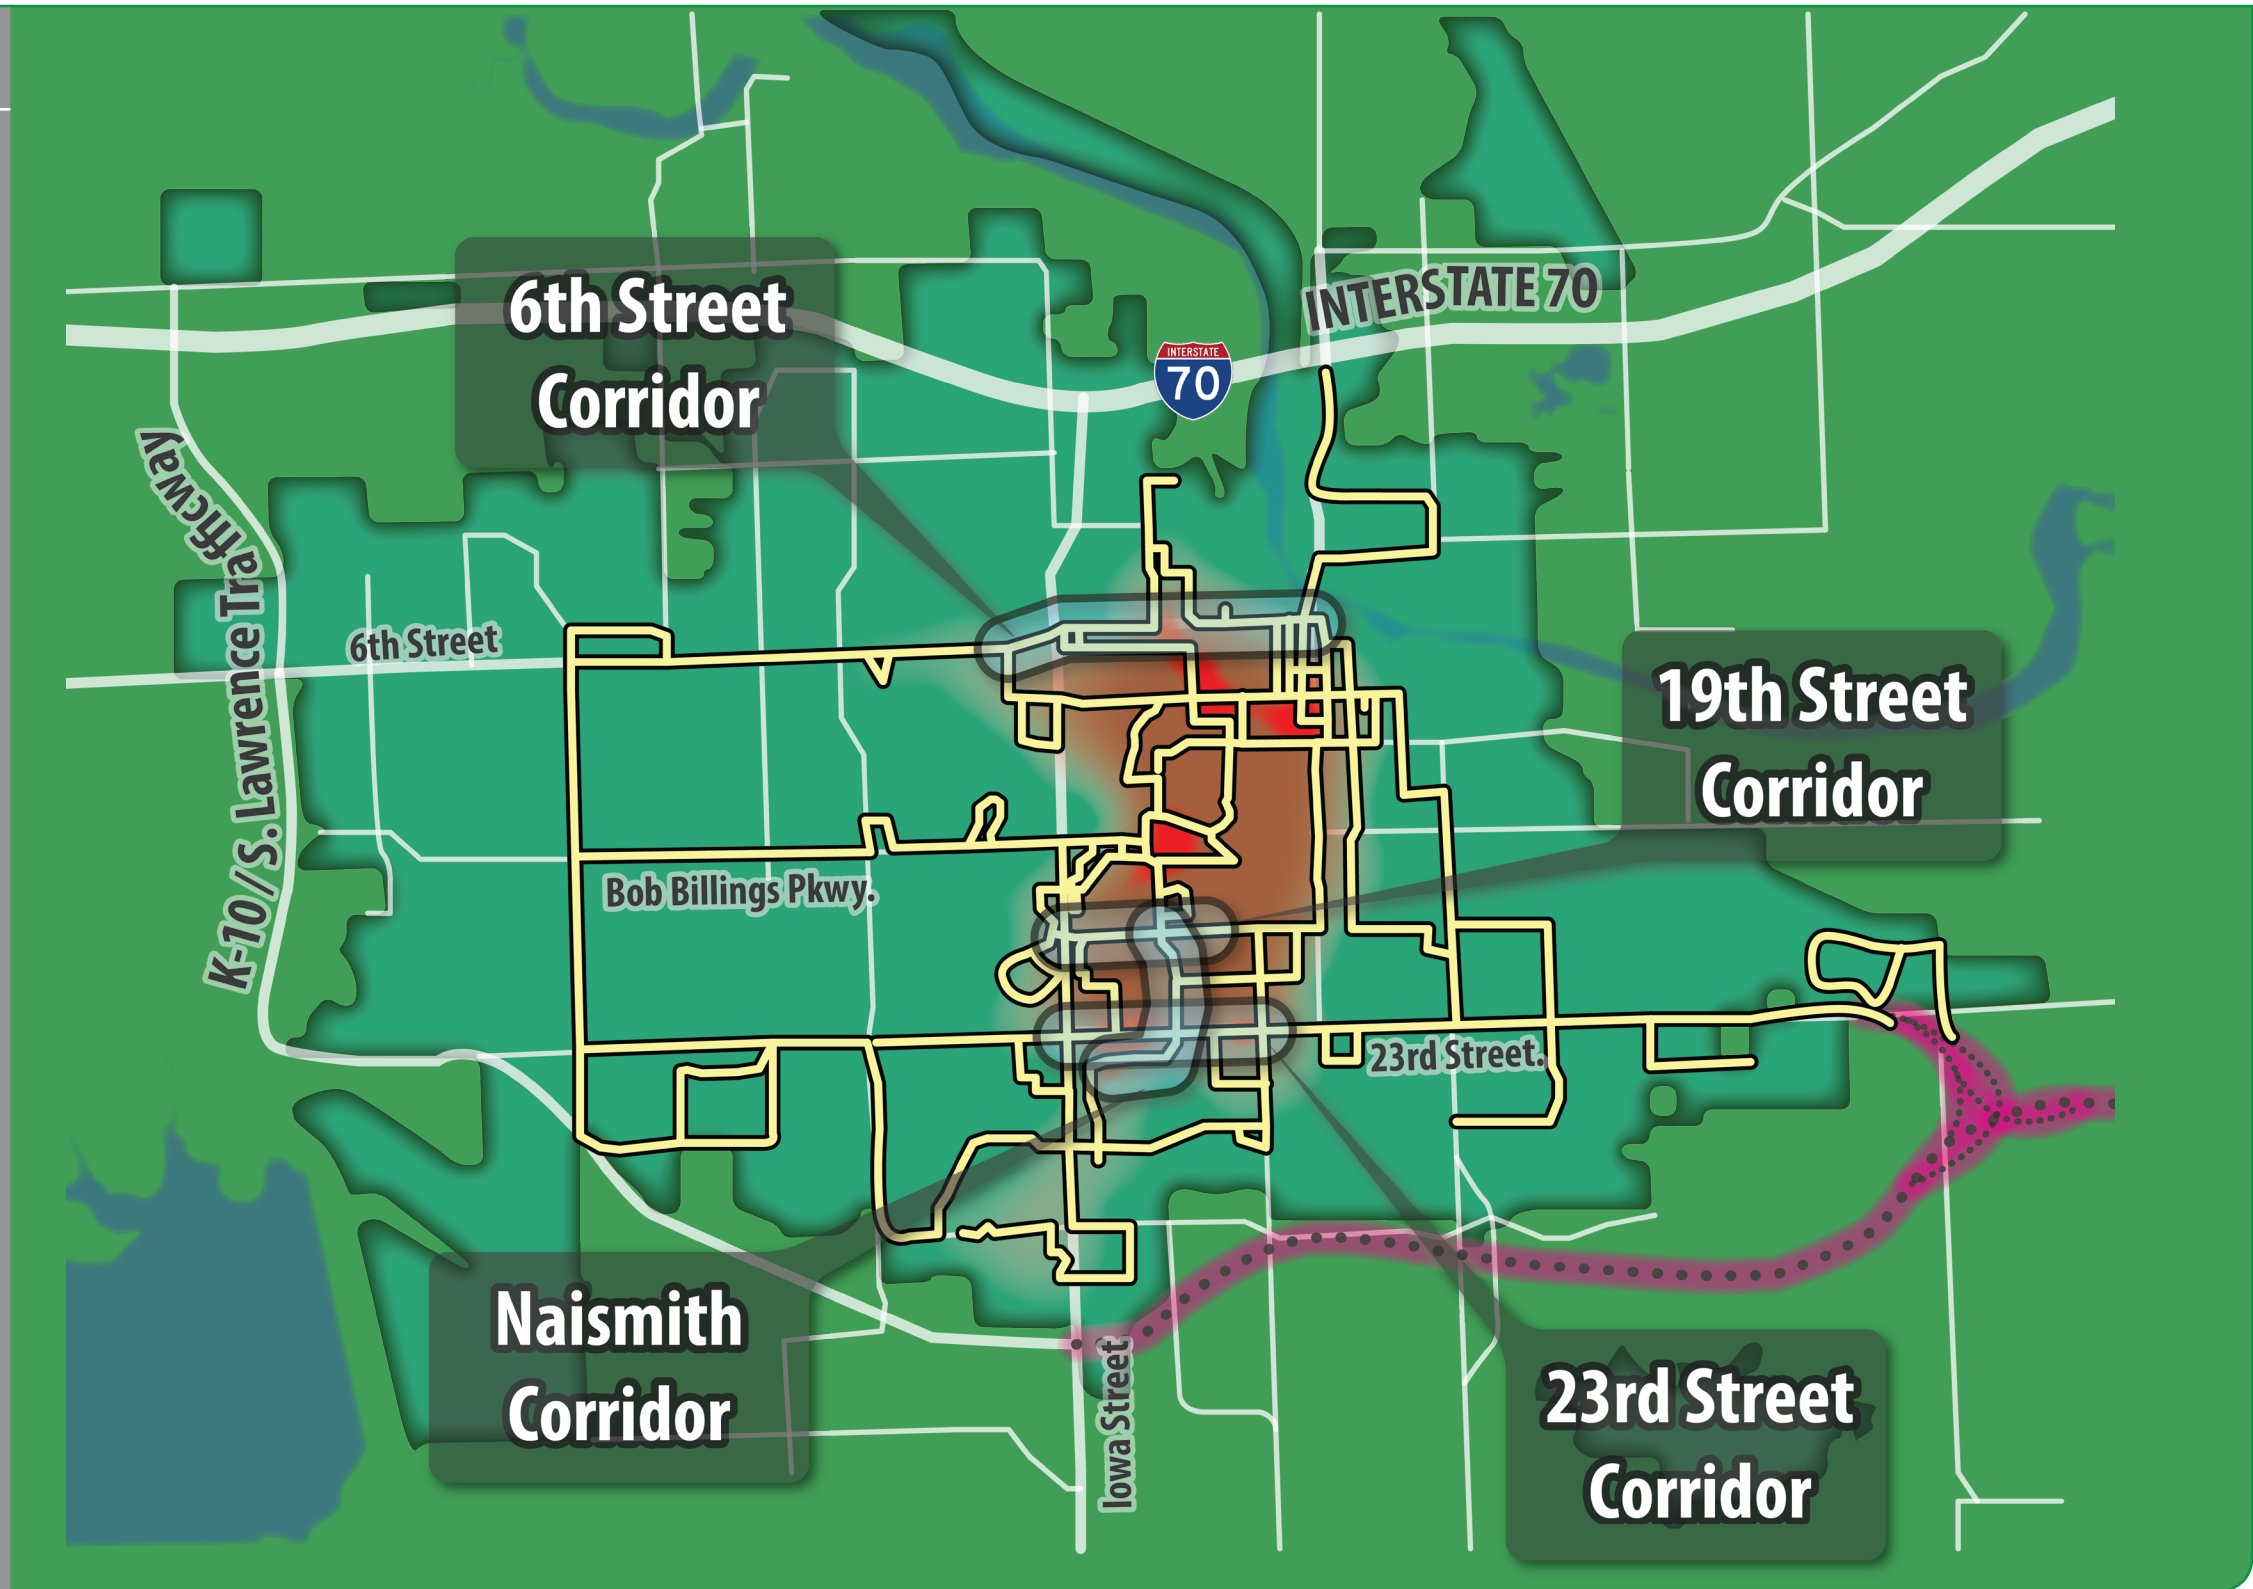 6th Street
Corridor
INTERSTATE 70
INTERSTATE
70
K-10/S. Lawrence Trafficway
6th Street
19th Street
Corridor
Bob Billings Pkwy.
23rd Street.
Naismith
Corridor
Iowa Street
23rd Street
Corridor